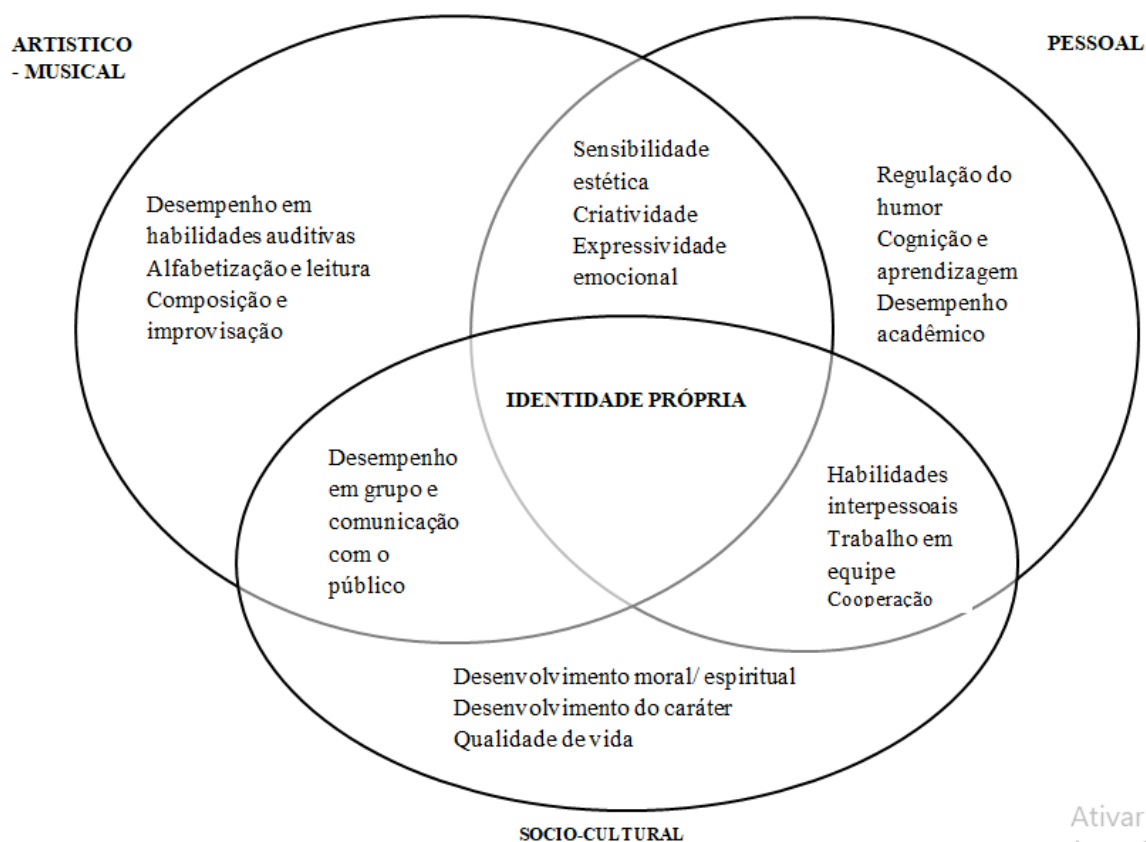 ARTISTICO
- MUSICAL
PESSOAL
Sensibilidade
estética
Criatividade
Expressividade
emocional
Regulação do
humor
Cognição e
aprendizagem
Desempenho
acadêmico
Desempenho em
habilidades auditivas
Alfabetização e leitura
Composição e
improvisação
IDENTIDADE PRÓPRIA
Desempenho
em grupo e
comunicação
com o
público
Habilidades
interpessoais
Trabalho em
equipe
Cooperação
Desenvolvimento moral/ espiritual
Desenvolvimento do caráter
Qualidade de vida
SOCIO-CULTURAL
Ativar